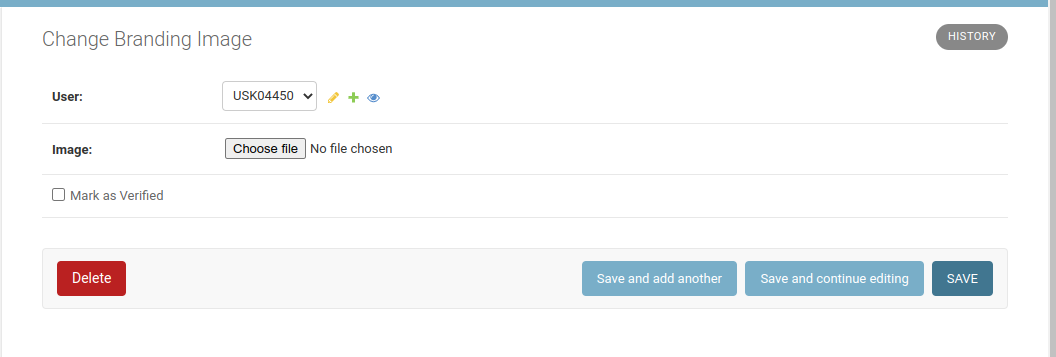 Change Branding Image
HISTORY
User:
USK04450
Image:
Choose file No file chosen
Mark as Verified
Delete
Save and add another
Save and continue editing
SAVE